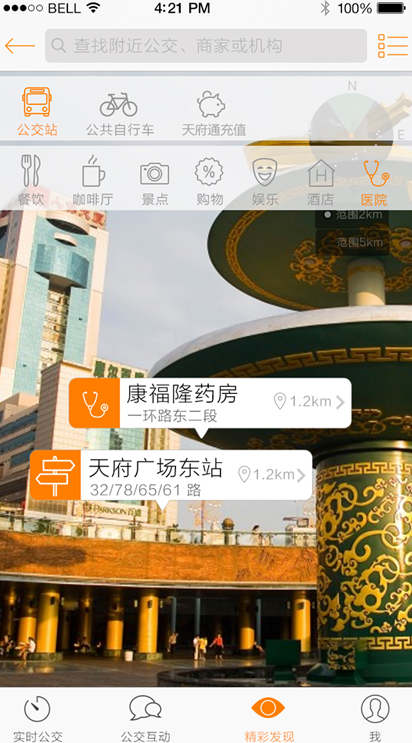 BELL 4:21 PM 100%
查找附近公交、商家或机构
N
公交站 公共自行车 天府通充值
餐饮 咖啡厅 景点 购物 娱乐 酒店 医院
范围2km
范围5km
康福隆药房
一环路东二段 1.2km
天府广场东站
32/78/65/61 路 1.2km
PARKSON
实时公交 公交互动 精彩发现 我